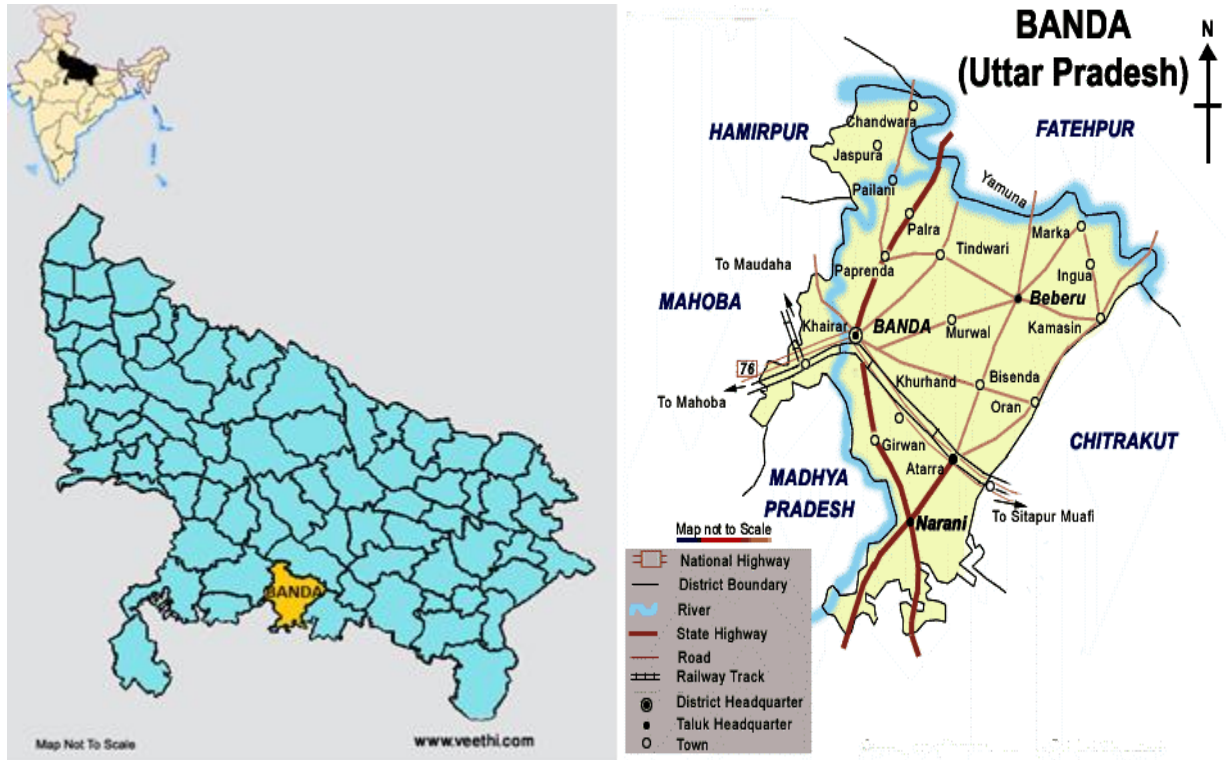 BANDA
Map Not To Scale
www.veethi.com
BANDA
(Uttar Pradesh)
N
HAMIRPUR
FATEHPUR
Chandwara
Jaspura
Pailani
Yamuna
Palra
Marka
Tindwari
To Maudaha
Paprenda
Ingua
MAHOBA
Beberu
Khairar
BANDA
Murwal
Kamasin
76
Khurhand
Bisenda
To Mahoba
Oran
Girwan
CHITRAKUT
Atarra
MADHYA
PRADESH
To Sitapur Muafi
Narani
Map not to Scale
National Highway
District Boundary
River
State Highway
Road
Railway Track
District Headquarter
Taluk Headquarter
Town